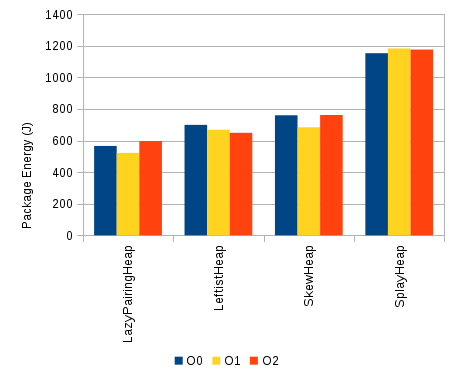 1400
1200
1000
800
600
400
200
0
Package Energy (J)
LazyPairingHeap
LeftistHeap
SkewHeap
SplayHeap
O0 O1 O2